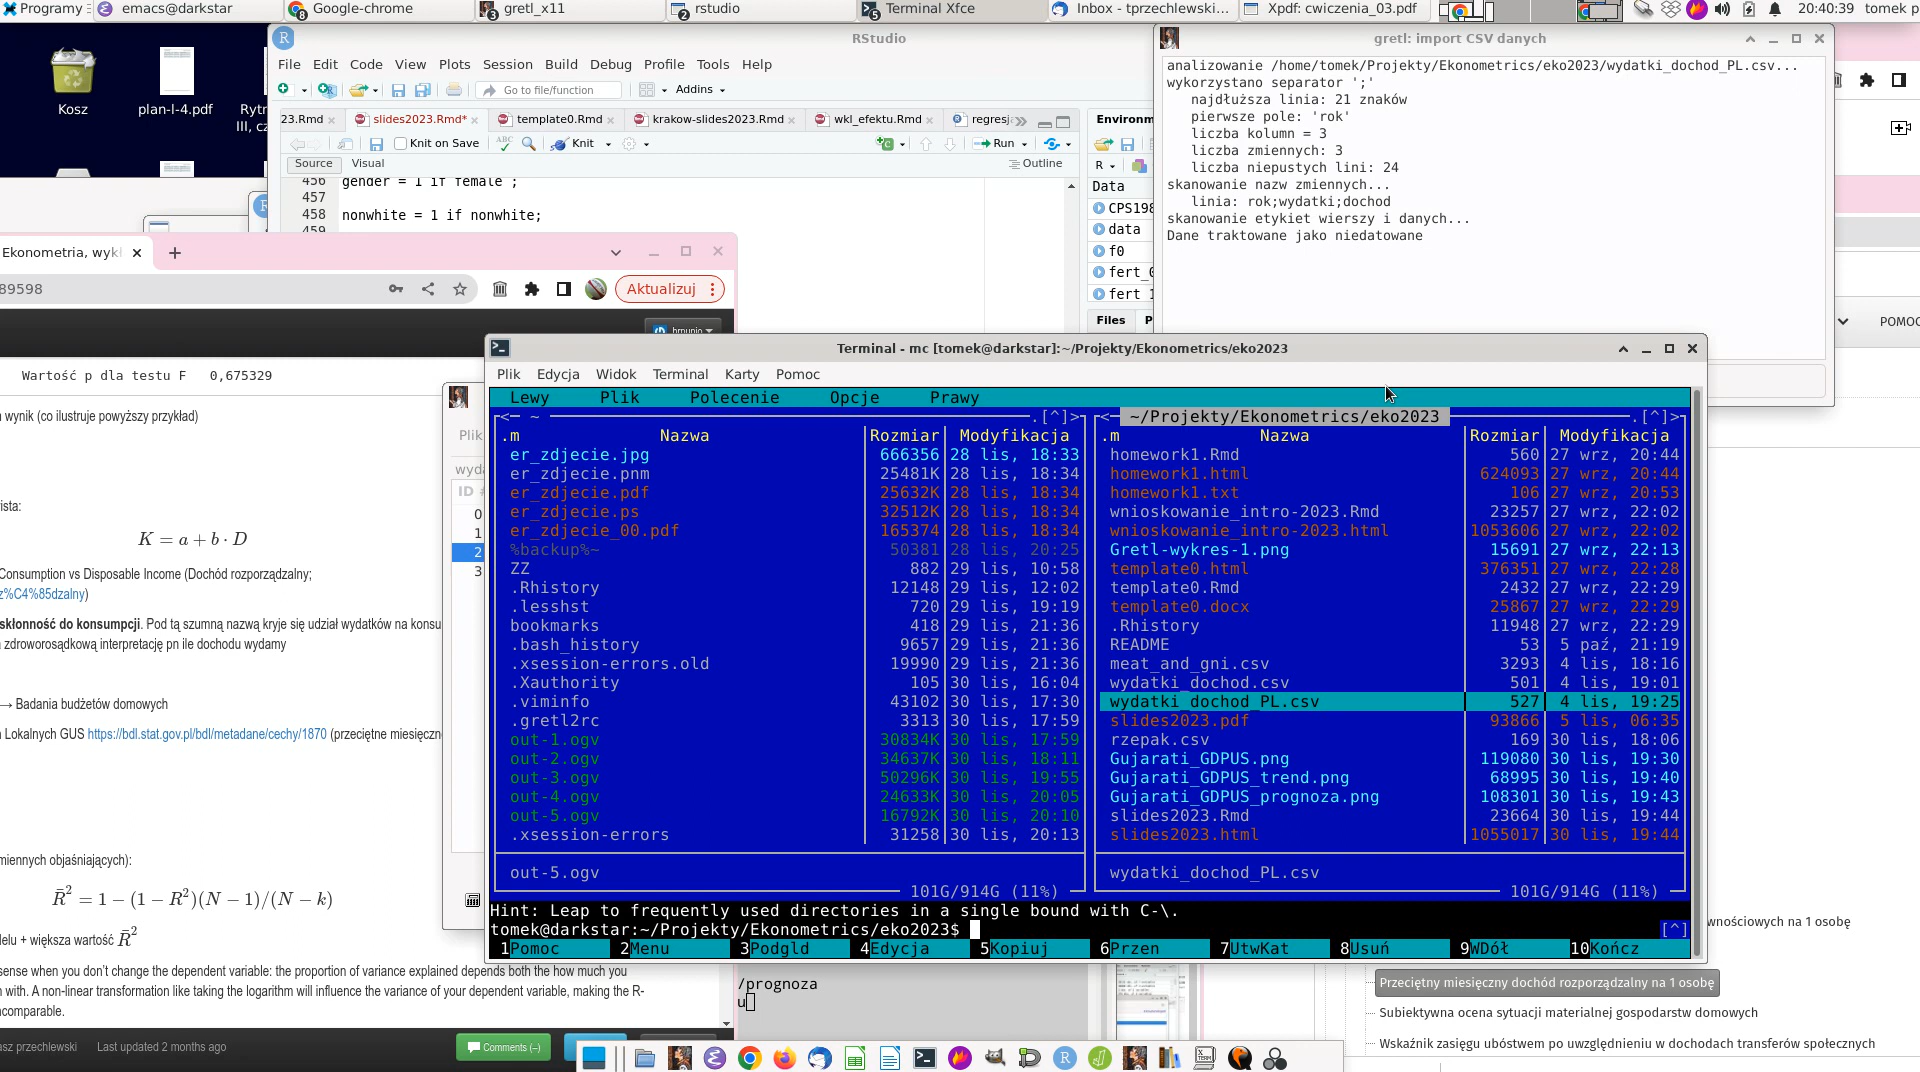 Programy
emacs@darkstar
Google-chrome
gretl_x11
rstudio
Terminal Xfce
Inbox - tprzechlewski...
Xpdf: cwiczenia_03.pdf
20:40:39
tomek p
Kosz
plan-l-4.pdf
RStudio
File Edit Code View Plots Session Build Debug Profile Tools Help
Go to file/function
Addins
23.Rmd
slides2023.Rmd*
template0.Rmd
krakow-slides2023.Rmd
wkl_efektu.Rmd
Knit on Save
Knit
Run
Source
Visual
Outline
456 gender = 1 if female ;
457
458 nonwhite = 1 if nonwhite;
459
R
Data
data
f0
Files
gretl: import CSV danych
analizowanie /home/tomek/Projekty/Ekonometrics/eko2023/wydatki_dochod_PL.csv...
wykorzystano separator ';'
najdłuższa linia: 21 znaków
pierwsze pole: 'rok'
liczba kolumn = 3
liczba zmiennych: 3
liczba niepustych lini: 24
skanowanie nazw zmiennych...
linia: rok;wydatki;dochod
skanowanie etykiet wierszy i danych...
Dane traktowane jako niedatowane
Ekonometria, wykł
89598
Aktualizuj
Wartość p dla testu F 0,675329
wynik (co ilustruje powyższy przykład)
K = a + b · D
Consumption vs Disposable Income (Dochód rozporządzalny;
z%C4%85dzalny)
skłonność do konsumpcji. Pod tą szumną nazwą kryje się udział wydatków na konsu
zdroworosądkową interpretację pn ile dochodu wydamy
→ Badania budżetów domowych
Lokalnych GUS https://bdl.stat.gov.pl/bdl/metadane/cechy/1870 (przeciętne miesięczn
miennych objaśniających):
R̄² = 1 − (1 − R²)(N − 1)/(N − k)
delu + większa wartość R̄²
sense when you don't change the dependent variable: the proportion of variance explained depends both the how much you
with. A non-linear transformation like taking the logarithm will influence the variance of your dependent variable, making the R-
ncomparable.
asz przechlewski Last updated 2 months ago
Comments (–)
Plik
ID #
0
1
2
3
Terminal - mc [tomek@darkstar]:~/Projekty/Ekonometrics/eko2023
Plik Edycja Widok Terminal Karty Pomoc
Lewy Plik Polecenie Opcje Prawy
<─ ~ .[^]>
.m Nazwa Rozmiar Modyfikacja
er_zdjecie.jpg 666356 28 lis, 18:33
er_zdjecie.pnm 25481K 28 lis, 18:34
er_zdjecie.pdf 25632K 28 lis, 18:34
er_zdjecie.ps 32512K 28 lis, 18:34
er_zdjecie_00.pdf 165374 28 lis, 18:34
%backup%~ 50381 28 lis, 20:25
ZZ 882 29 lis, 10:58
.Rhistory 12148 29 lis, 12:02
.lesshst 720 29 lis, 19:19
bookmarks 418 29 lis, 21:36
.bash_history 9657 29 lis, 21:36
.xsession-errors.old 19990 29 lis, 21:36
.Xauthority 105 30 lis, 16:04
.viminfo 43102 30 lis, 17:30
.gretl2rc 3313 30 lis, 17:59
out-1.ogv 30834K 30 lis, 17:59
out-2.ogv 34637K 30 lis, 18:11
out-3.ogv 50296K 30 lis, 19:55
out-4.ogv 24633K 30 lis, 20:05
out-5.ogv 16792K 30 lis, 20:10
.xsession-errors 31258 30 lis, 20:13
out-5.ogv
101G/914G (11%)
<─ ~/Projekty/Ekonometrics/eko2023 .[^]>
.m Nazwa Rozmiar Modyfikacja
homework1.Rmd 560 27 wrz, 20:44
homework1.html 624093 27 wrz, 20:44
homework1.txt 106 27 wrz, 20:53
wnioskowanie_intro-2023.Rmd 23257 27 wrz, 22:02
wnioskowanie_intro-2023.html 1053606 27 wrz, 22:02
Gretl-wykres-1.png 15691 27 wrz, 22:13
template0.html 376351 27 wrz, 22:28
template0.Rmd 2432 27 wrz, 22:29
template0.docx 25867 27 wrz, 22:29
.Rhistory 11948 27 wrz, 22:29
README 53 5 paź, 21:19
meat_and_gni.csv 3293 4 lis, 18:16
wydatki_dochod.csv 501 4 lis, 19:01
wydatki_dochod_PL.csv 527 4 lis, 19:25
slides2023.pdf 93866 5 lis, 06:35
rzepak.csv 169 30 lis, 18:06
Gujarati_GDPUS.png 119080 30 lis, 19:30
Gujarati_GDPUS_trend.png 68995 30 lis, 19:40
Gujarati_GDPUS_prognoza.png 108301 30 lis, 19:43
slides2023.Rmd 23664 30 lis, 19:44
slides2023.html 1055017 30 lis, 19:44
wydatki_dochod_PL.csv
101G/914G (11%)
Hint: Leap to frequently used directories in a single bound with C-\.
tomek@darkstar:~/Projekty/Ekonometrics/eko2023$
[^]
1Pomoc 2Menu 3Podgld 4Edycja 5Kopiuj 6Przen 7UtwKat 8Usuń 9WDół 10Kończ
/prognoza
u
POMOC
wnościowych na 1 osobę
Przeciętny miesięczny dochód rozporządzalny na 1 osobę
Subiektywna ocena sytuacji materialnej gospodarstw domowych
Wskaźnik zasięgu ubóstwem po uwzględnieniu w dochodach transferów społecznych